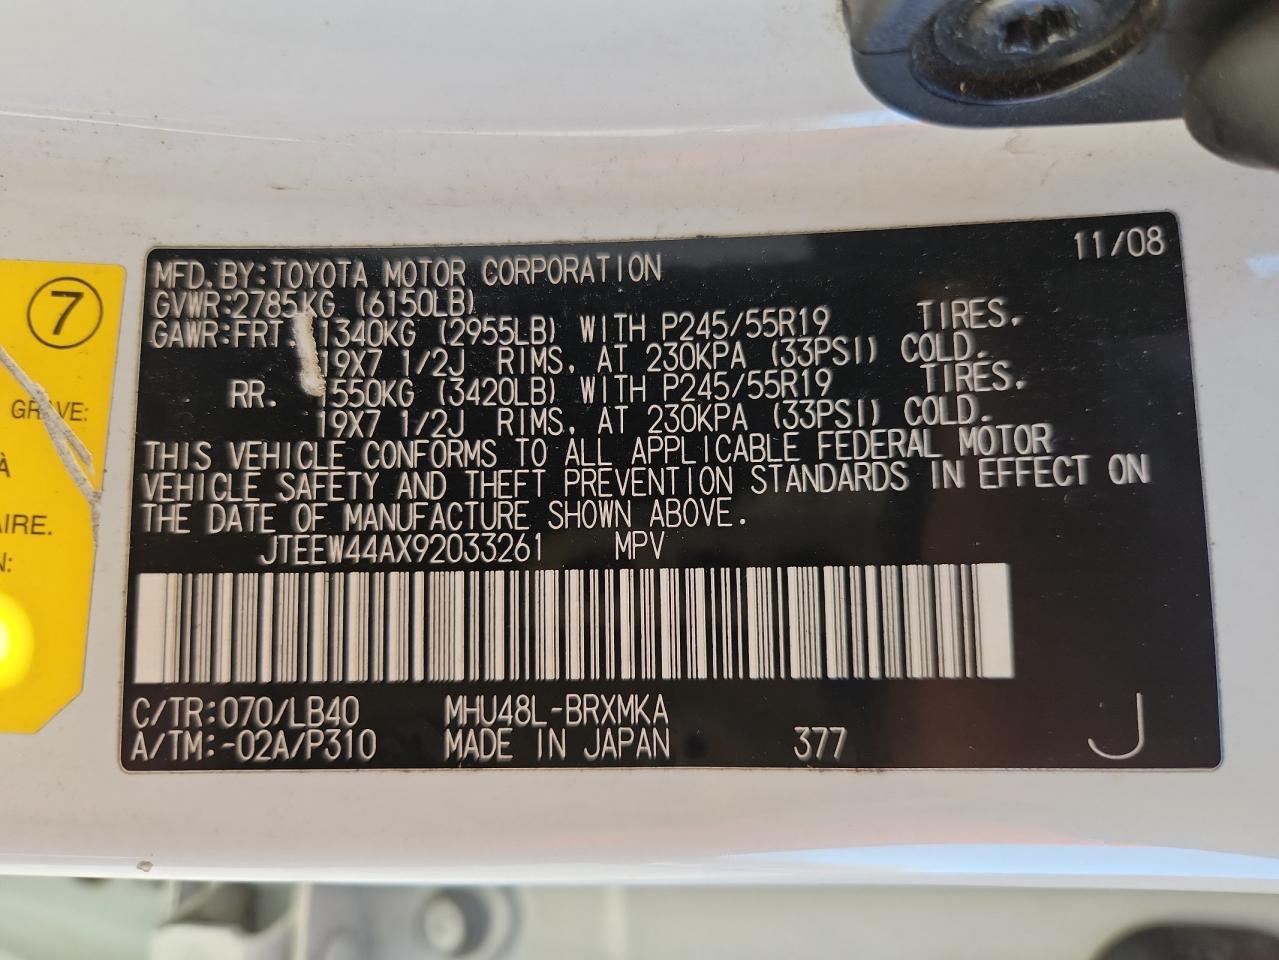 MFD.BY:TOYOTA MOTOR CORPORATION 11/08
GVWR:2785KG (6150LB)
GAWR:FRT. 1340KG (2955LB) WITH P245/55R19 TIRES.
19X7 1/2J RIMS, AT 230KPA (33PSI) COLD.
RR. 1550KG (3420LB) WITH P245/55R19 TIRES.
19X7 1/2J RIMS, AT 230KPA (33PSI) COLD.
THIS VEHICLE CONFORMS TO ALL APPLICABLE FEDERAL MOTOR
VEHICLE SAFETY AND THEFT PREVENTION STANDARDS IN EFFECT ON
THE DATE OF MANUFACTURE SHOWN ABOVE.
JTEEW44AX92033261 MPV
C/TR:070/LB40 MHU48L-BRXMKA
A/TM:-02A/P310 MADE IN JAPAN 377 J
7
GRAVE:
À
AIRE.
N: